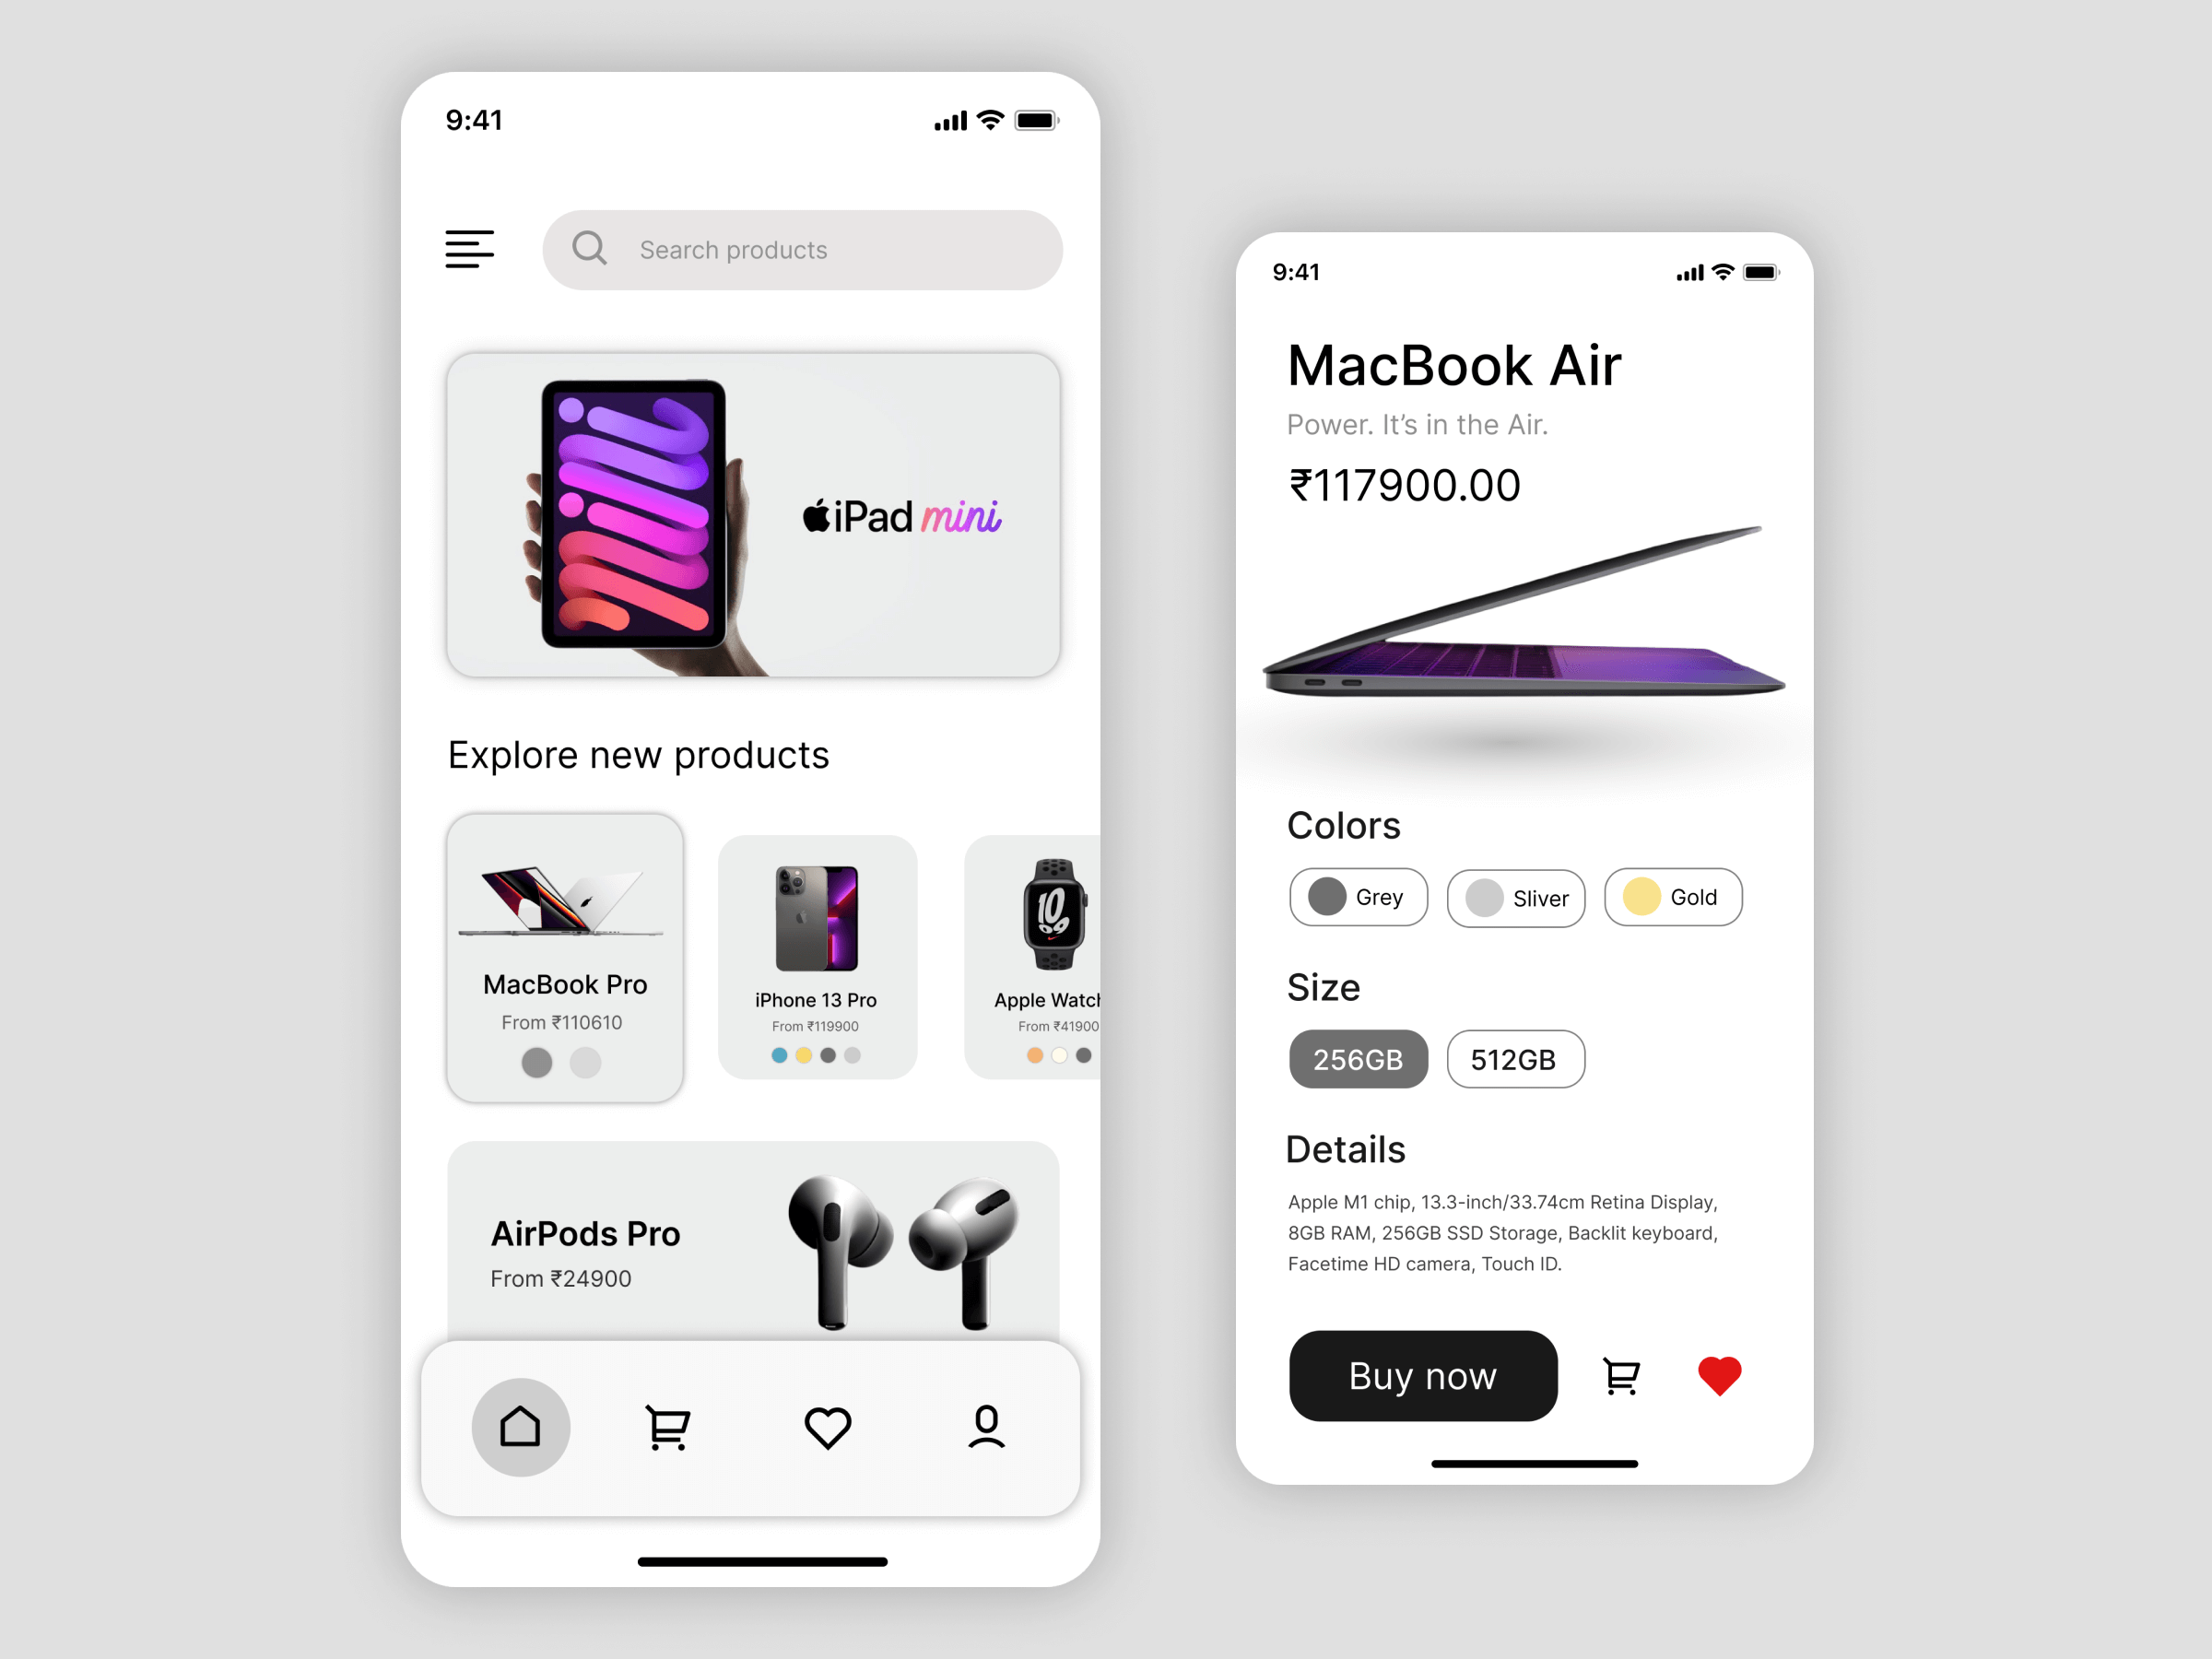 9:41
Search products
iPad mini
Explore new products
MacBook Pro
From ₹110610
iPhone 13 Pro
From ₹119900
Apple Watch
From ₹41900
AirPods Pro
From ₹24900
9:41
MacBook Air
Power. It’s in the Air.
₹117900.00
Colors
Grey
Sliver
Gold
Size
256GB
512GB
Details
Apple M1 chip, 13.3-inch/33.74cm Retina Display,
8GB RAM, 256GB SSD Storage, Backlit keyboard,
Facetime HD camera, Touch ID.
Buy now